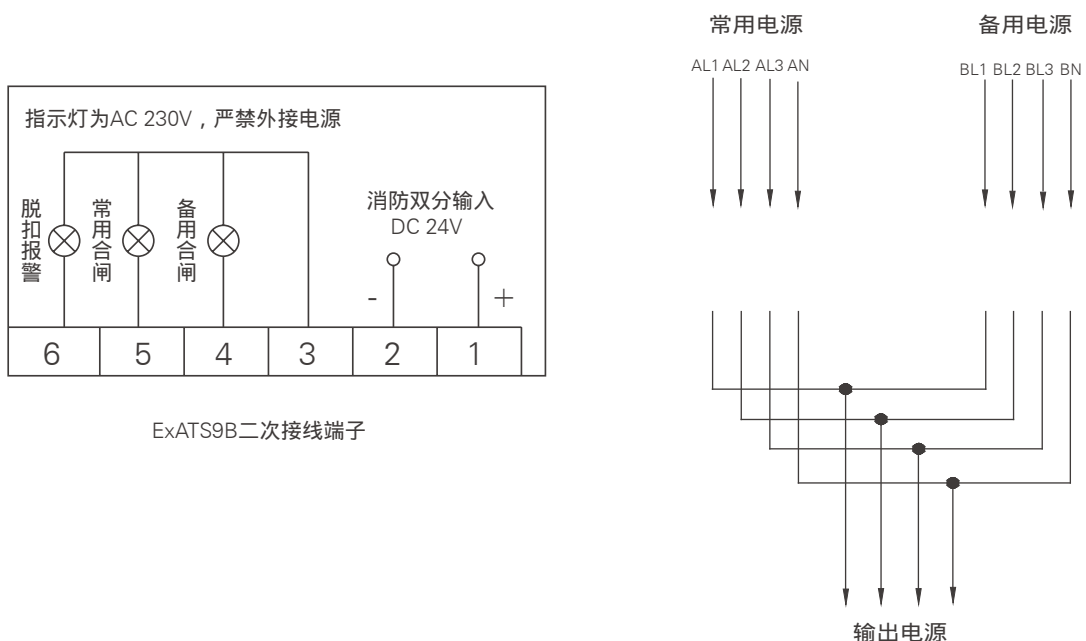 指示灯为AC 230V，严禁外接电源
脱扣报警
常用合闸
备用合闸
消防双分输入
DC 24V
- +
6 5 4 3 2 1
ExATS9B二次接线端子
常用电源 备用电源
AL1 AL2 AL3 AN BL1 BL2 BL3 BN
输出电源